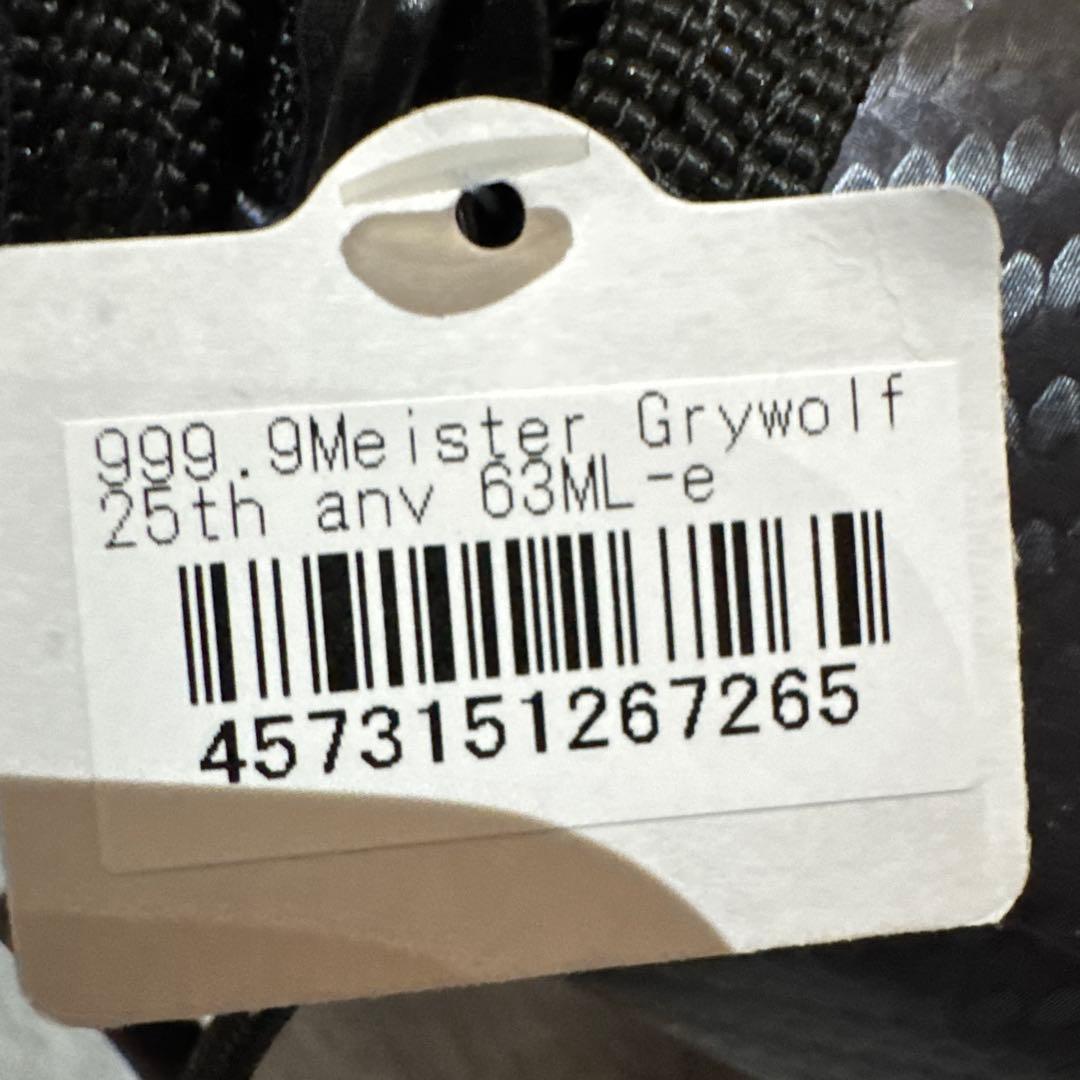 999.9Meister Grywolf
25th anv 63ML-e
4573151267265